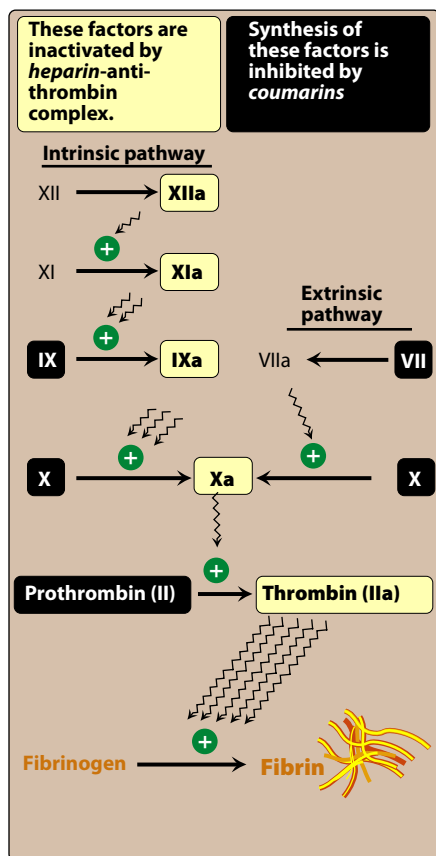 These factors are
inactivated by
heparin-anti-
thrombin
complex.
Synthesis of
these factors is
inhibited by
coumarins
Intrinsic pathway
XII XIIa
+
XI XIa
+
Extrinsic
pathway
IX IXa VIIa VII
+ +
X Xa X
+
Prothrombin (II) Thrombin (IIa)
+
Fibrinogen Fibrin